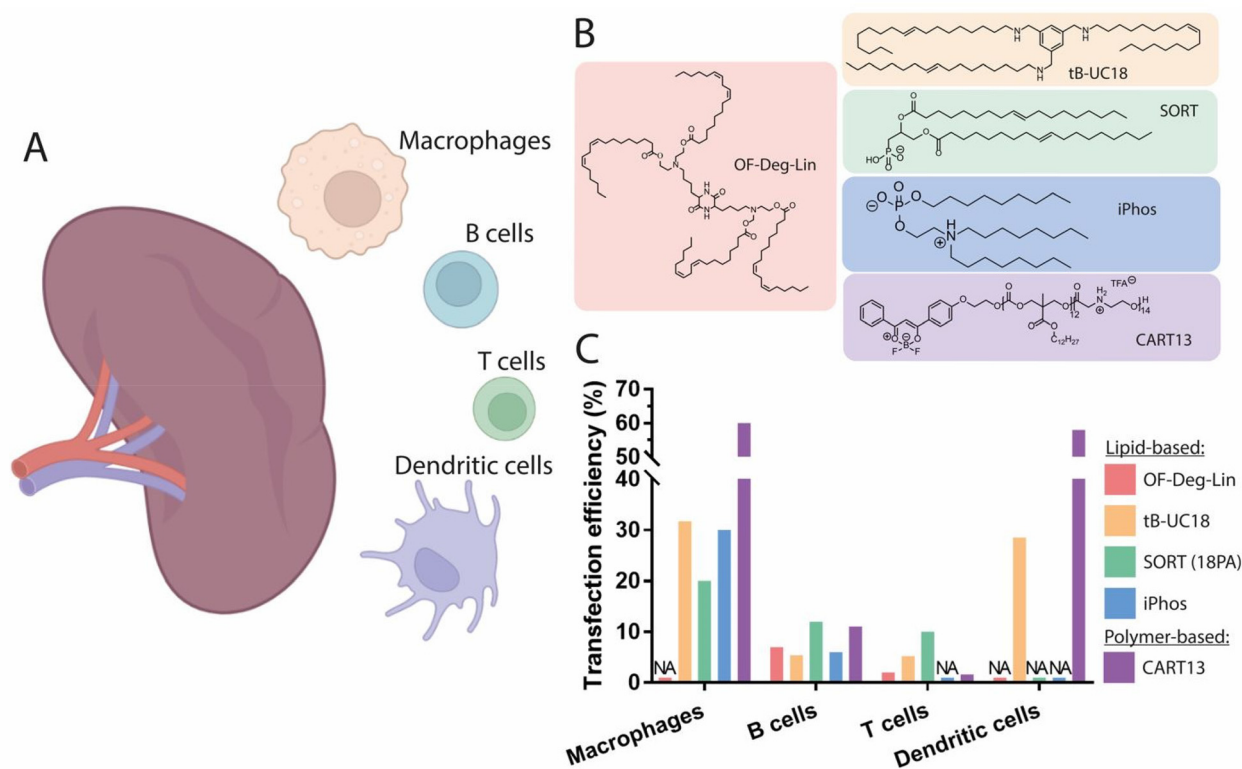 A
Macrophages
B cells
T cells
Dendritic cells
B
OF-Deg-Lin
tB-UC18
SORT
iPhos
CART13
C
Transfection efficiency (%)
70
60
50
40
30
20
10
0
NA
NA
NA
NA
NA
Macrophages
B cells
T cells
Dendritic cells
Lipid-based:
OF-Deg-Lin
tB-UC18
SORT (18PA)
iPhos
Polymer-based:
CART13